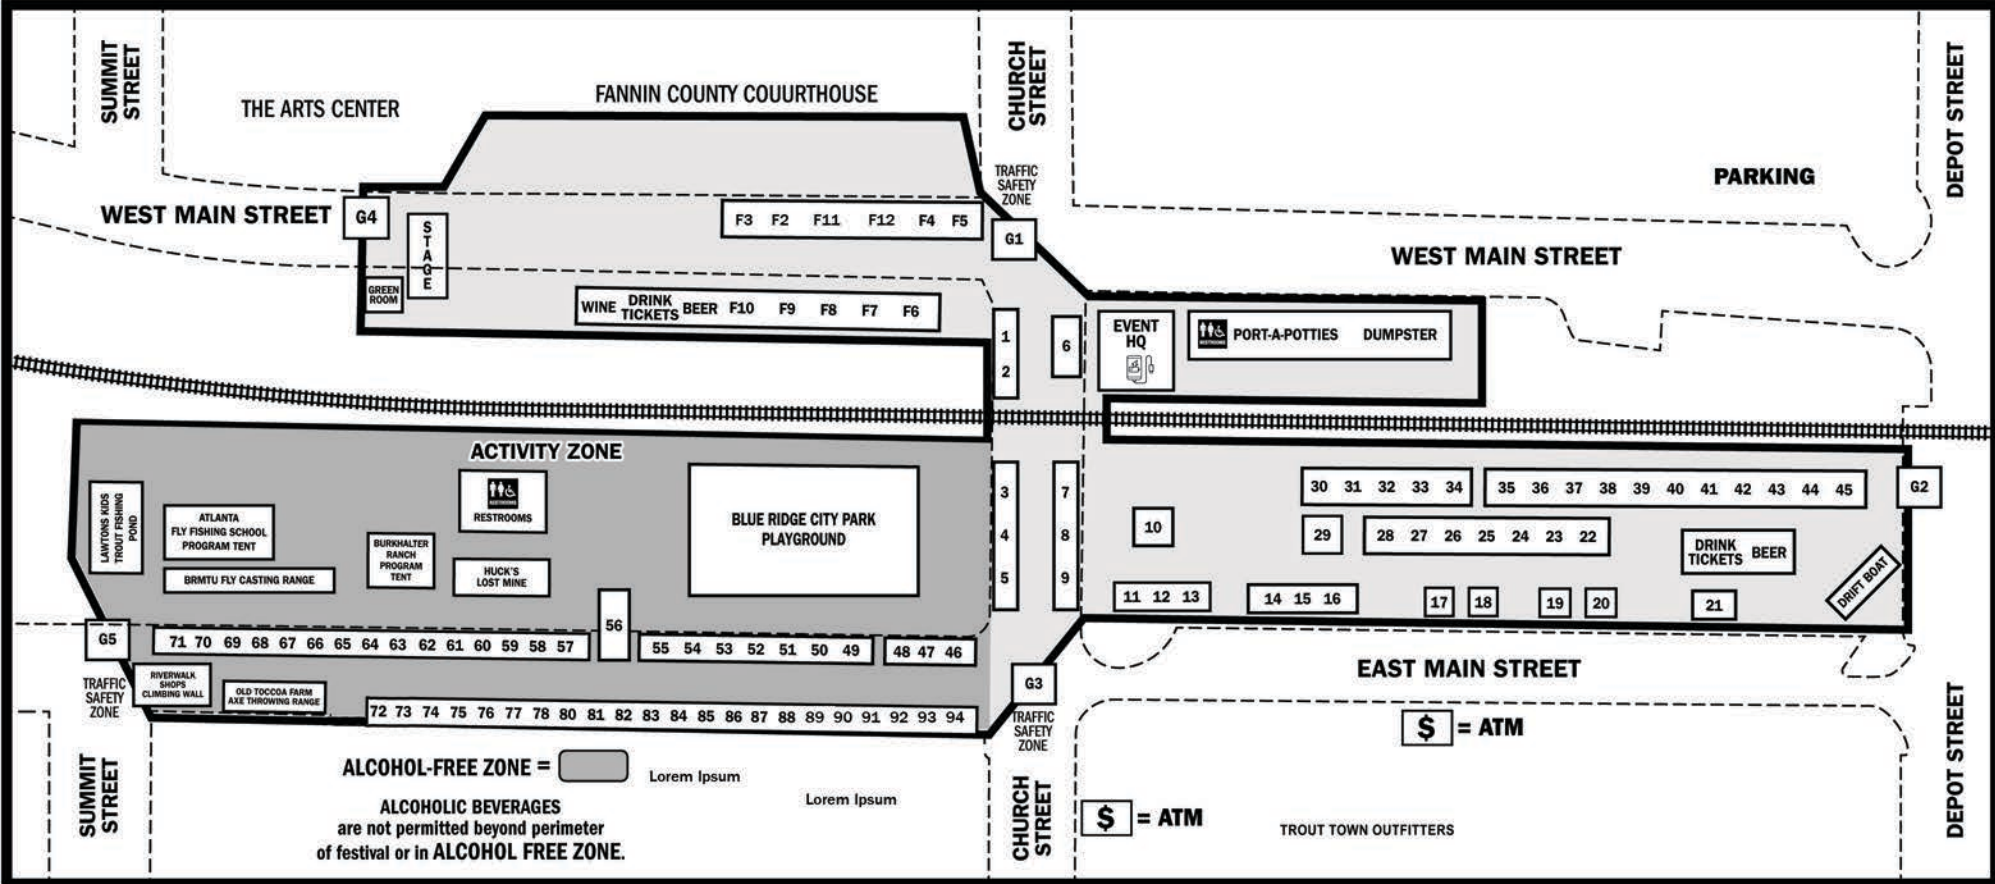 SUMMIT
STREET
THE ARTS CENTER
FANNIN COUNTY COUURTHOUSE
CHURCH
STREET
DEPOT STREET
TRAFFIC
SAFETY
ZONE
PARKING
WEST MAIN STREET
G4
STAGE
GREEN
ROOM
F3 F2 F11 F12 F4 F5
G1
WEST MAIN STREET
WINE DRINK TICKETS BEER F10 F9 F8 F7 F6
1
2
6
EVENT
HQ
RESTROOMS
PORT-A-POTTIES DUMPSTER
ACTIVITY ZONE
LAWTONS KIDS
TROUT FISHING
POND
ATLANTA
FLY FISHING SCHOOL
PROGRAM TENT
BRMTU FLY CASTING RANGE
BURKHALTER
RANCH
PROGRAM
TENT
RESTROOMS
RESTROOMS
HUCK'S
LOST MINE
BLUE RIDGE CITY PARK
PLAYGROUND
3
4
5
7
8
9
10
30 31 32 33 34
35 36 37 38 39 40 41 42 43 44 45
G2
29
28 27 26 25 24 23 22
DRINK
TICKETS BEER
DRIFT BOAT
11 12 13
14 15 16
17
18
19
20
21
G5
71 70 69 68 67 66 65 64 63 62 61 60 59 58 57
56
55 54 53 52 51 50 49
48 47 46
TRAFFIC
SAFETY
ZONE
RIVERWALK
SHOPS
CLIMBING WALL
OLD TOCCOA FARM
AXE THROWING RANGE
72 73 74 75 76 77 78 80 81 82 83 84 85 86 87 88 89 90 91 92 93 94
G3
TRAFFIC
SAFETY
ZONE
EAST MAIN STREET
$ = ATM
SUMMIT
STREET
ALCOHOL-FREE ZONE =
Lorem Ipsum
Lorem Ipsum
ALCOHOLIC BEVERAGES
are not permitted beyond perimeter
of festival or in ALCOHOL FREE ZONE.
CHURCH
STREET
$ = ATM
TROUT TOWN OUTFITTERS
DEPOT STREET